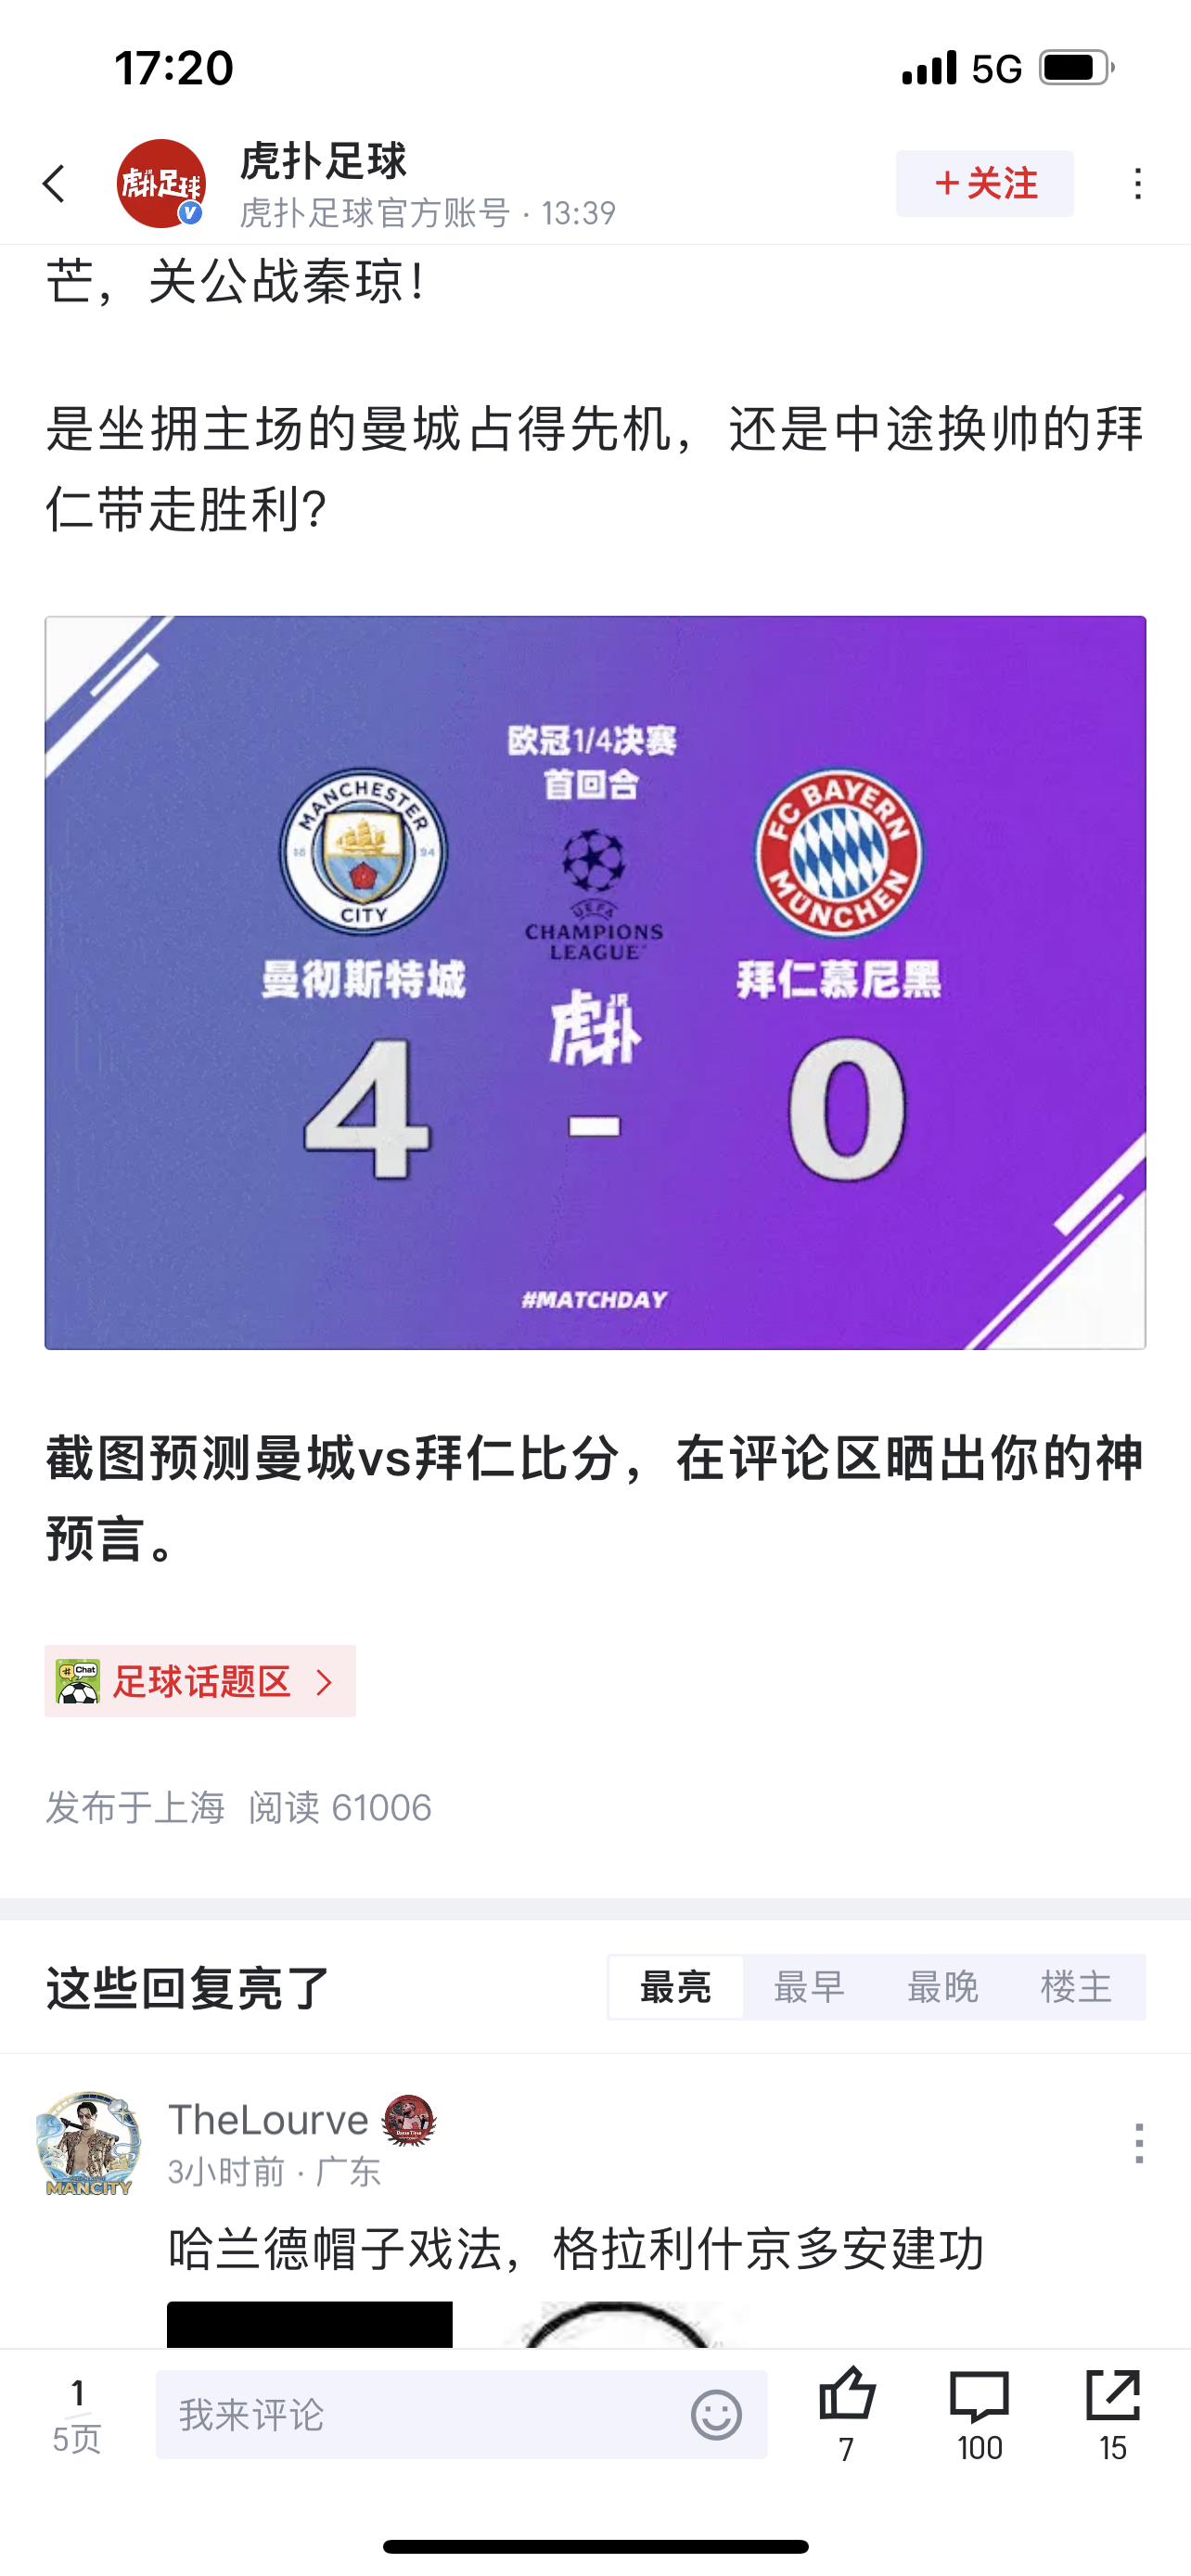 17:20
5G
虎扑足球
虎扑足球
虎扑足球官方账号 · 13:39
+关注
芒，关公战秦琼！
是坐拥主场的曼城占得先机，还是中途换帅的拜
仁带走胜利？
欧冠1/4决赛
首回合
MANCHESTER
18 94
CITY
FC BAYERN
MÜNCHEN
UEFA
CHAMPIONS
LEAGUE
曼彻斯特城
拜仁慕尼黑
虎扑JR
4 - 0
#MATCHDAY
截图预测曼城vs拜仁比分，在评论区晒出你的神
预言。
# Chat
足球话题区
发布于上海 阅读 61006
这些回复亮了
最亮 最早 最晚 楼主
MANCITY
TheLourve
3小时前 · 广东
哈兰德帽子戏法，格拉利什京多安建功
1
5页
我来评论
7
100
15